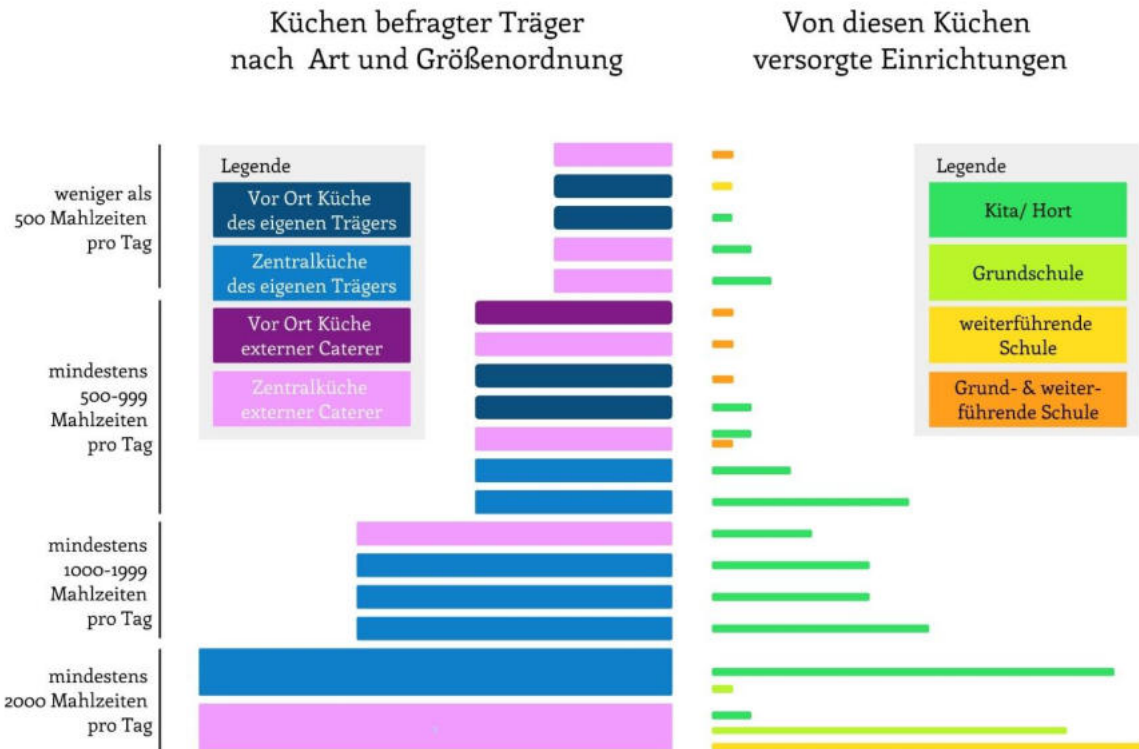 Küchen befragter Träger
nach Art und Größenordnung
Von diesen Küchen
versorgte Einrichtungen
weniger als
500 Mahlzeiten
pro Tag
mindestens
500-999
Mahlzeiten
pro Tag
mindestens
1000-1999
Mahlzeiten
pro Tag
mindestens
2000 Mahlzeiten
pro Tag
Legende
Vor Ort Küche
des eigenen Trägers
Zentralküche
des eigenen Trägers
Vor Ort Küche
externer Caterer
Zentralküche
externer Caterer
Legende
Kita/ Hort
Grundschule
weiterführende
Schule
Grund- & weiter-
führende Schule